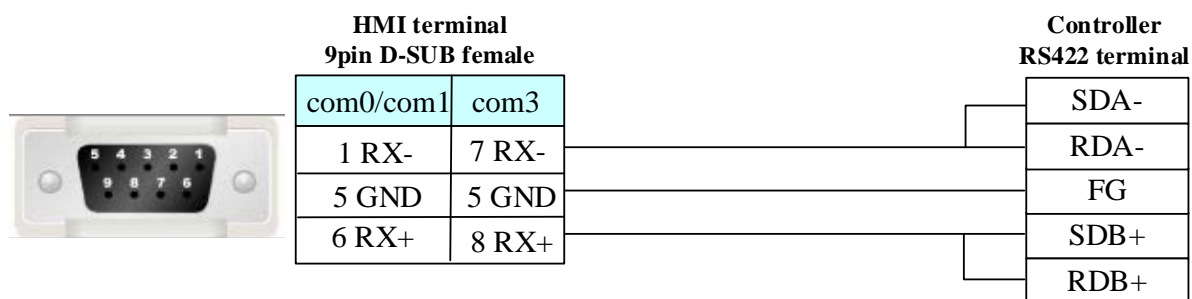 HMI terminal
9pin D-SUB female
Controller
RS422 terminal
com0/com1 com3
1 RX- 7 RX-
5 GND 5 GND
6 RX+ 8 RX+
SDA-
RDA-
FG
SDB+
RDB+
5 4 3 2 1
9 8 7 6